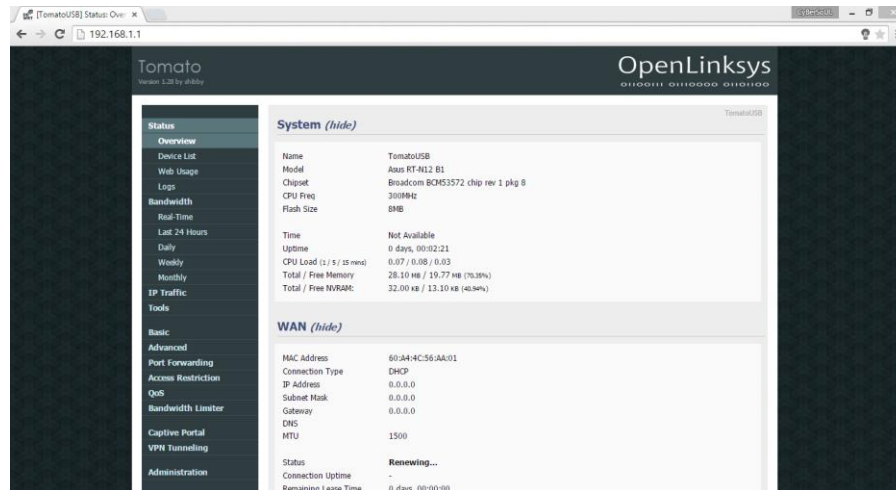 [TomatoUSB] Status: Over
192.168.1.1
Tomato
Version 1.28 by shibby
OpenLinksys
01100111 01110000 01101100
TomatoUSB
Status
Overview
Device List
Web Usage
Logs
Bandwidth
Real-Time
Last 24 Hours
Daily
Weekly
Monthly
IP Traffic
Tools
Basic
Advanced
Port Forwarding
Access Restriction
QoS
Bandwidth Limiter
Captive Portal
VPN Tunneling
Administration
System (hide)
Name TomatoUSB
Model Asus RT-N12 B1
Chipset Broadcom BCM53572 chip rev 1 pkg 8
CPU Freq 300MHz
Flash Size 8MB
Time Not Available
Uptime 0 days, 00:02:21
CPU Load (1 / 5 / 15 mins) 0.07 / 0.08 / 0.03
Total / Free Memory 28.10 MB / 19.77 MB (70.35%)
Total / Free NVRAM: 32.00 KB / 13.10 KB (40.94%)
WAN (hide)
MAC Address 60:A4:4C:56:AA:01
Connection Type DHCP
IP Address 0.0.0.0
Subnet Mask 0.0.0.0
Gateway 0.0.0.0
DNS
MTU 1500
Status Renewing...
Connection Uptime -
Remaining Lease Time 0 days, 00:00:00